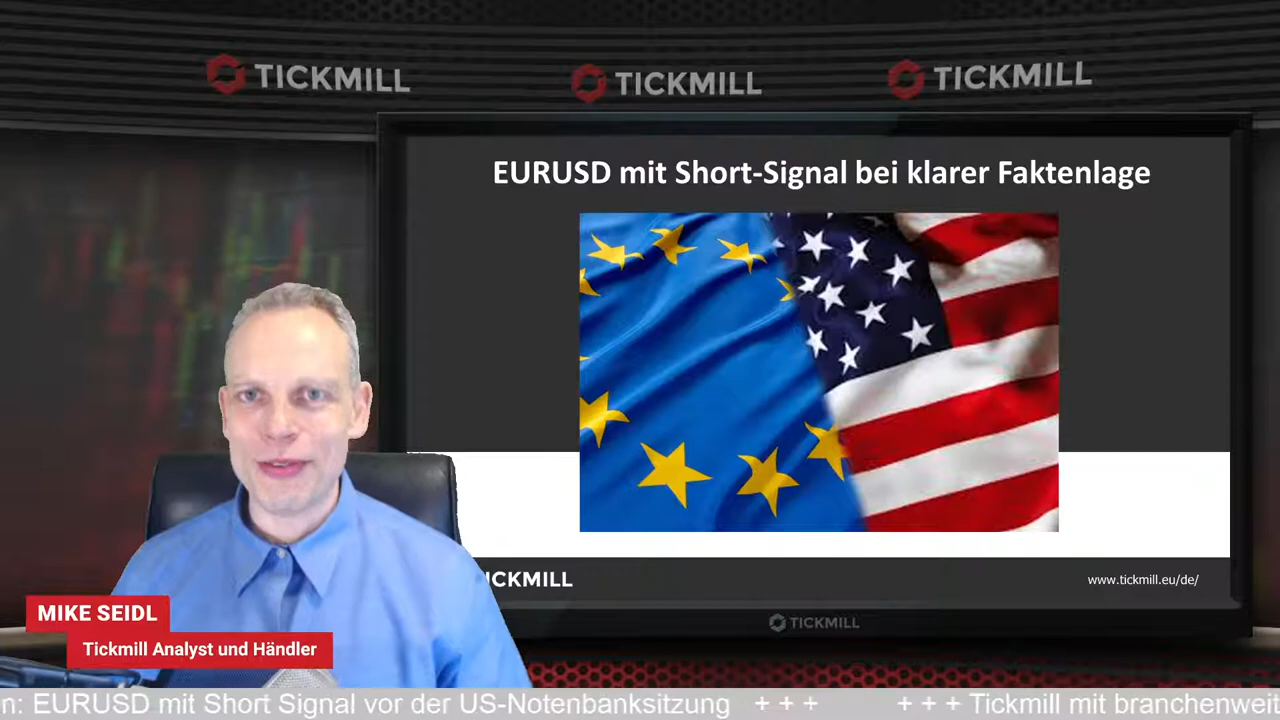 TICKMILL
TICKMILL
TICKMILL
EURUSD mit Short-Signal bei klarer Faktenlage
ICKMILL
www.tickmill.eu/de/
TICKMILL
MIKE SEIDL
Tickmill Analyst und Händler
n: EURUSD mit Short Signal vor der US-Notenbanksitzung + + + + + + Tickmill mit branchenweit